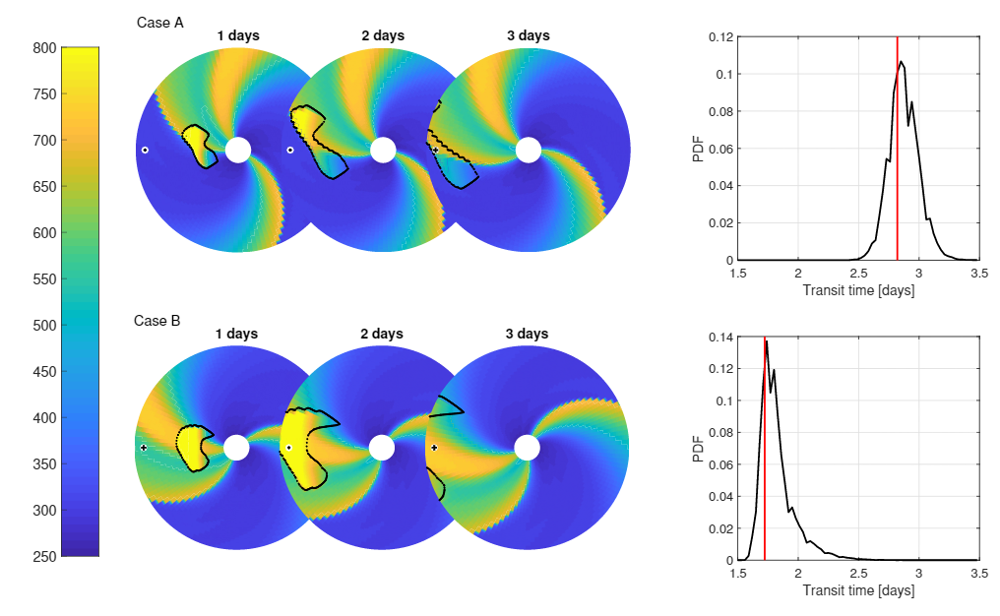 Case A
1 days 2 days 3 days
800
750
700
650
600
550
500
450
400
350
300
250
PDF
0.12
0.1
0.08
0.06
0.04
0.02
0
1.5 2 2.5 3 3.5
Transit time [days]
Case B
1 days 2 days 3 days
PDF
0.14
0.12
0.1
0.08
0.06
0.04
0.02
0
1.5 2 2.5 3 3.5
Transit time [days]